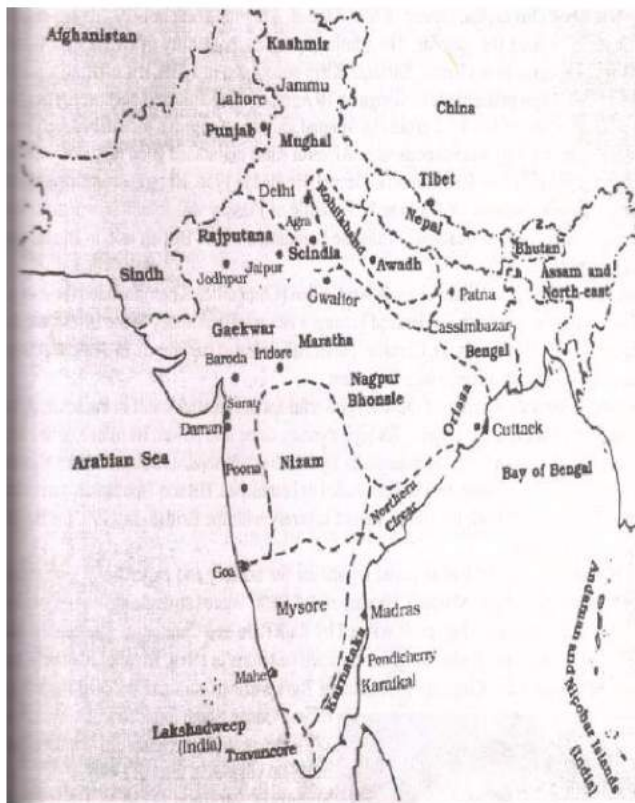 Afghanistan
Kashmir
Jammu
Lahore
China
Punjab
Mughal
Tibet
Delhi
Rohilkhand
Nepal
Agra
Rajputana
Scindia
Awadh
Bhutan
Sindh
Jaipur
Assam and
North-east
Jodhpur
Gwalior
Patna
Cassimbazar
Gaekwar
Maratha
Bengal
Baroda
Indore
Nagpur
Bhonsle
Orissa
Surat
Daman
Cuttack
Arabian Sea
Nizam
Bay of Bengal
Poona
Northern
Circar
Goa
Mysore
Madras
Andaman and
Nicobar Islands
(India)
Karnataka
Pondicherry
Mahe
Karnikal
Lakshadweep
(India)
Travancore